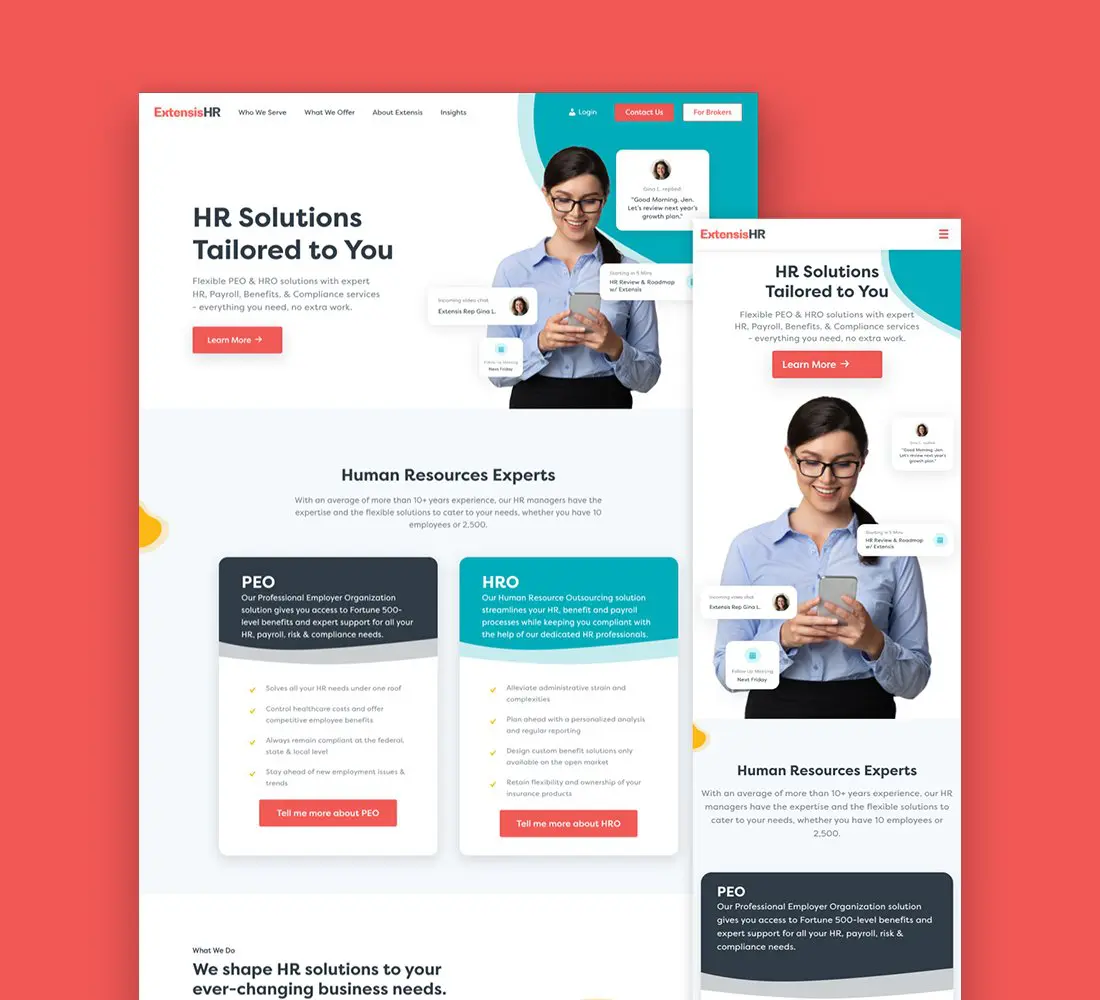 ExtensisHR
Who We Serve
What We Offer
About Extensis
Insights
Login
Contact Us
For Brokers
HR Solutions
Tailored to You
Flexible PEO & HRO solutions with expert
HR, Payroll, Benefits, & Compliance services
- everything you need, no extra work.
Learn More →
Gina L. replied
"Good Morning, Jen.
Let's review next year's
growth plan."
Starting in 5 Mins
HR Review & Roadmap
w/ Extensis
Incoming video chat
Extensis Rep Gina L.
Follow Up Meeting
Next Friday
Human Resources Experts
With an average of more than 10+ years experience, our HR managers have the
expertise and the flexible solutions to cater to your needs, whether you have 10
employees or 2,500.
PEO
Our Professional Employer Organization
solution gives you access to Fortune 500-
level benefits and expert support for all your
HR, payroll, risk & compliance needs.
Solves all your HR needs under one roof
Control healthcare costs and offer
competitive employee benefits
Always remain compliant at the federal,
state & local level
Stay ahead of new employment issues &
trends
Tell me more about PEO
HRO
Our Human Resource Outsourcing solution
streamlines your HR, benefit and payroll
processes while keeping you compliant with
the help of our dedicated HR professionals.
Alleviate administrative strain and
complexities
Plan ahead with a personalized analysis
and regular reporting
Design custom benefit solutions only
available on the open market
Retain flexibility and ownership of your
insurance products
Tell me more about HRO
What We Do
We shape HR solutions to your
ever-changing business needs.
ExtensisHR
HR Solutions
Tailored to You
Flexible PEO & HRO solutions with expert
HR, Payroll, Benefits, & Compliance services
- everything you need, no extra work.
Learn More →
Gina L. replied
"Good Morning, Jen.
Let's review next year's
growth plan."
Starting in 5 Mins
HR Review & Roadmap
w/ Extensis
Incoming video chat
Extensis Rep Gina L.
Follow Up Meeting
Next Friday
Human Resources Experts
With an average of more than 10+ years experience, our HR
managers have the expertise and the flexible solutions to
cater to your needs, whether you have 10 employees or
2,500.
PEO
Our Professional Employer Organization solution
gives you access to Fortune 500-level benefits and
expert support for all your HR, payroll, risk &
compliance needs.